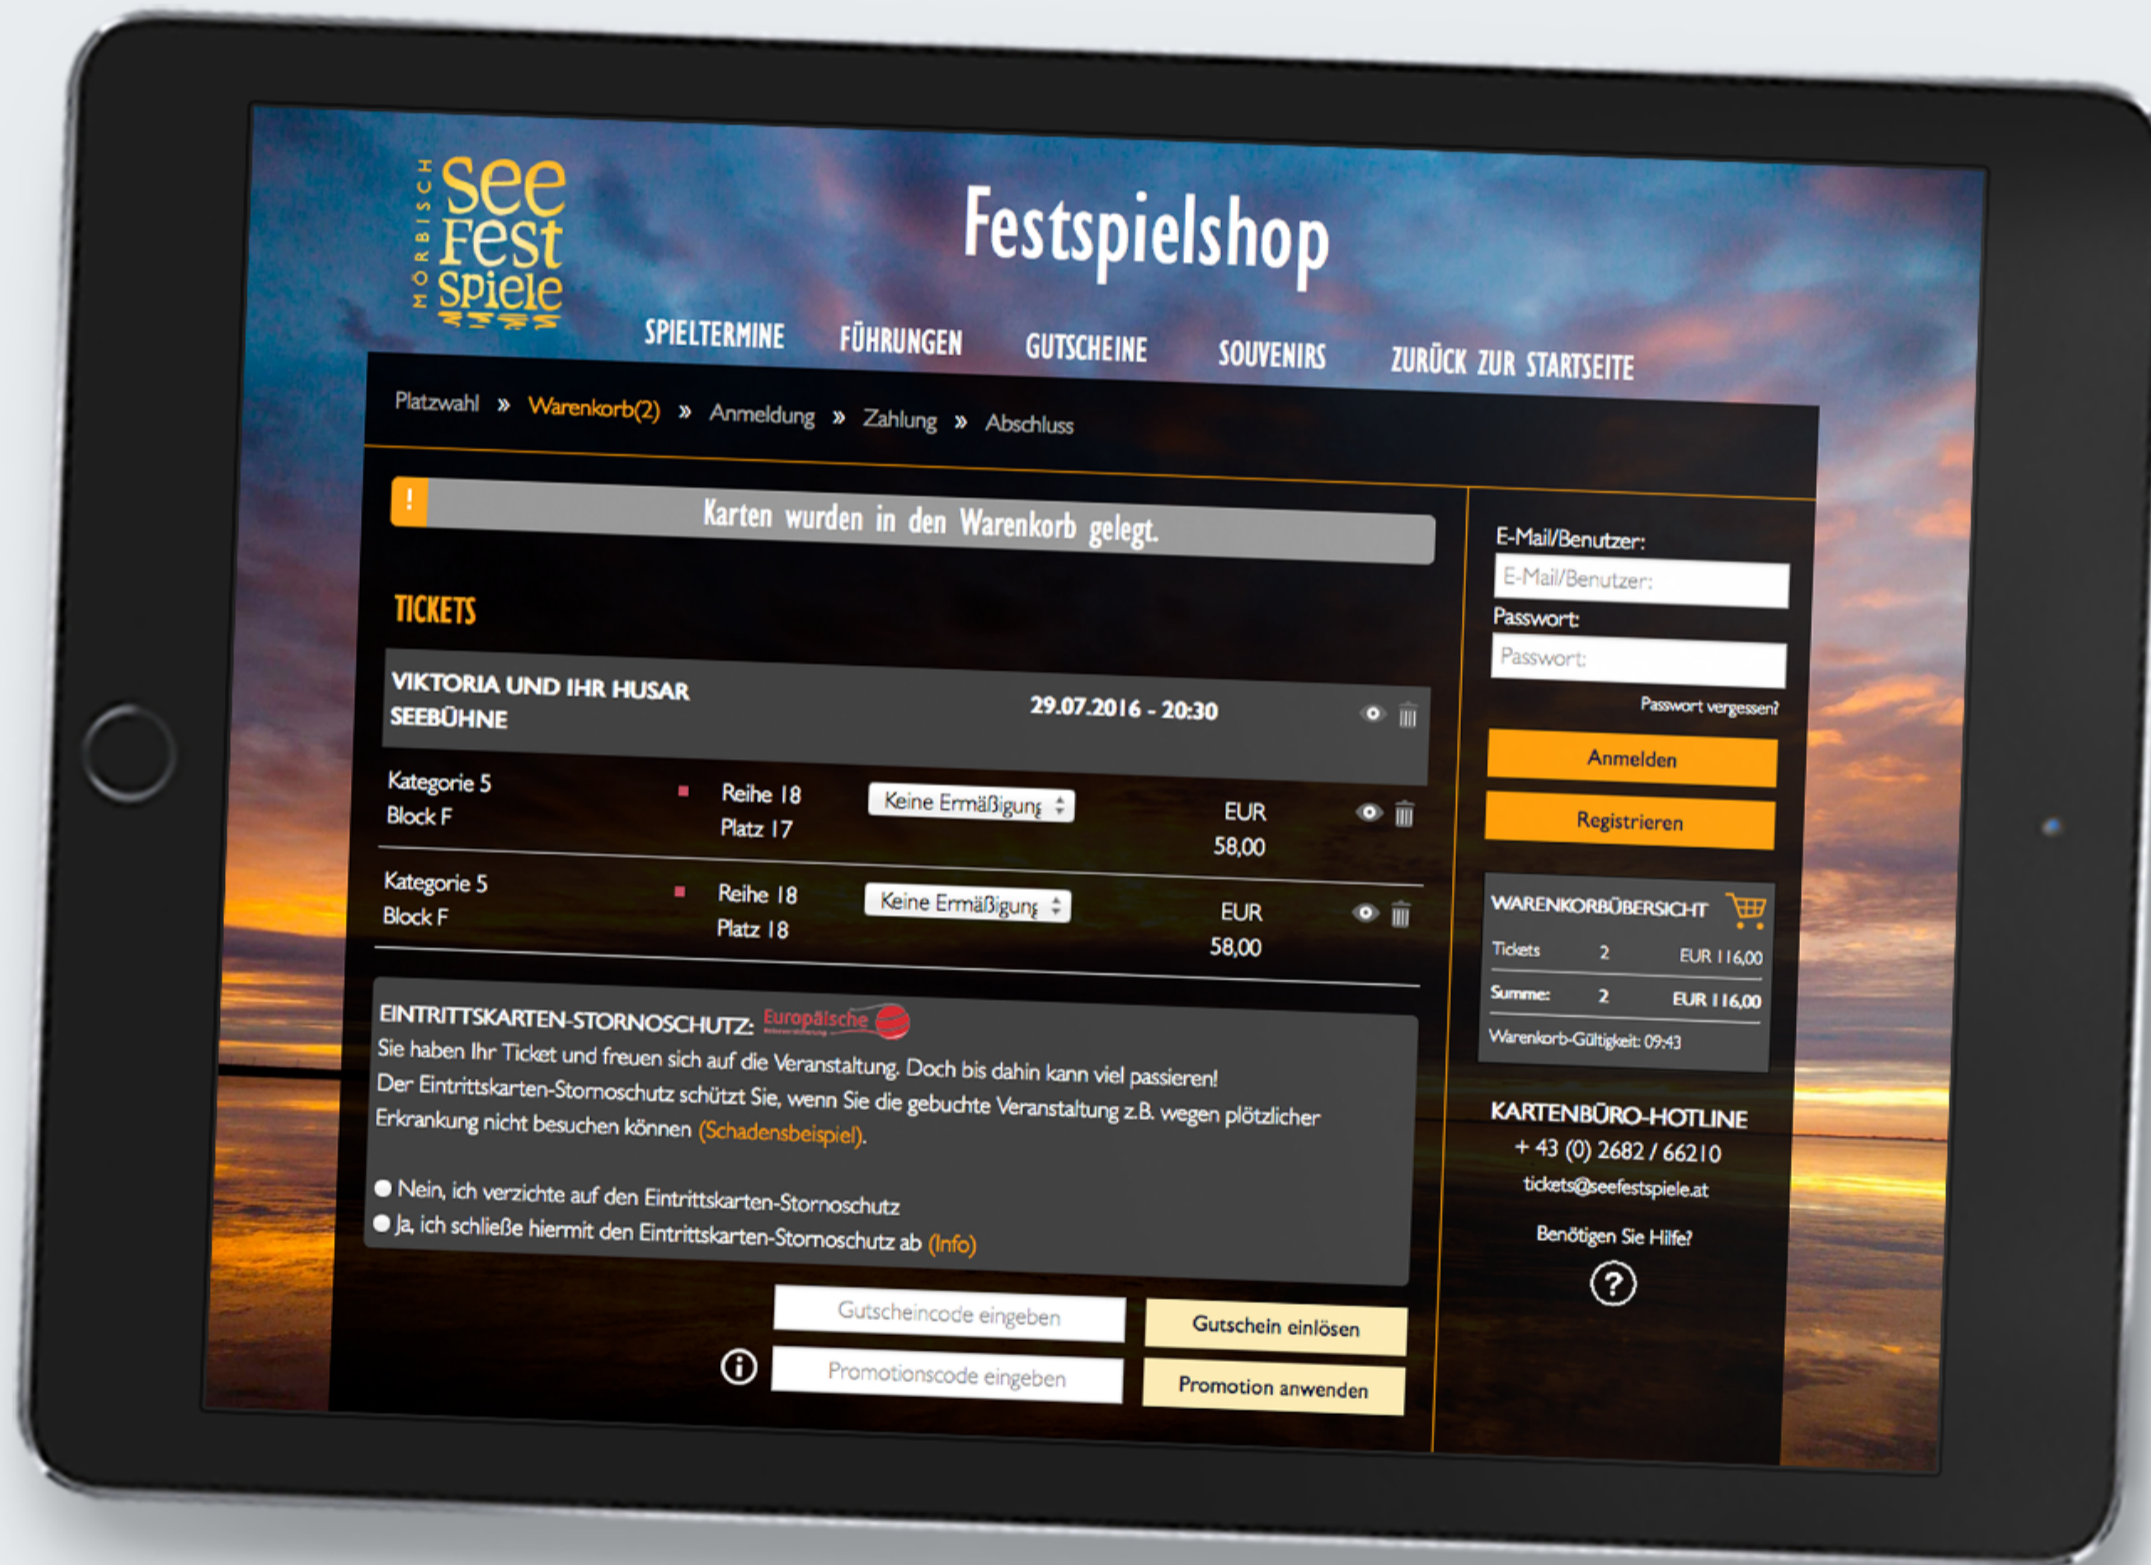 MÖRBISCH
See
Fest
spiele
Festspielshop
SPIELTERMINE FÜHRUNGEN GUTSCHEINE SOUVENIRS ZURÜCK ZUR STARTSEITE
Platzwahl » Warenkorb(2) » Anmeldung » Zahlung » Abschluss
! Karten wurden in den Warenkorb gelegt.
TICKETS
VIKTORIA UND IHR HUSAR 29.07.2016 - 20:30
SEEBÜHNE
Kategorie 5 Reihe 18 Keine Ermäßigung EUR
Block F Platz 17 58,00
Kategorie 5 Reihe 18 Keine Ermäßigung EUR
Block F Platz 18 58,00
EINTRITTSKARTEN-STORNOSCHUTZ: Europäische
Sie haben Ihr Ticket und freuen sich auf die Veranstaltung. Doch bis dahin kann viel passieren!
Der Eintrittskarten-Stornoschutz schützt Sie, wenn Sie die gebuchte Veranstaltung z.B. wegen plötzlicher
Erkrankung nicht besuchen können (Schadensbeispiel).
Nein, ich verzichte auf den Eintrittskarten-Stornoschutz
Ja, ich schließe hiermit den Eintrittskarten-Stornoschutz ab (Info)
Gutscheincode eingeben Gutschein einlösen
i Promotionscode eingeben Promotion anwenden
E-Mail/Benutzer:
E-Mail/Benutzer:
Passwort:
Passwort:
Passwort vergessen?
Anmelden
Registrieren
WARENKORBÜBERSICHT
Tickets 2 EUR 116,00
Summe: 2 EUR 116,00
Warenkorb-Gültigkeit: 09:43
KARTENBÜRO-HOTLINE
+ 43 (0) 2682 / 66210
tickets@seefestspiele.at
Benötigen Sie Hilfe?
?